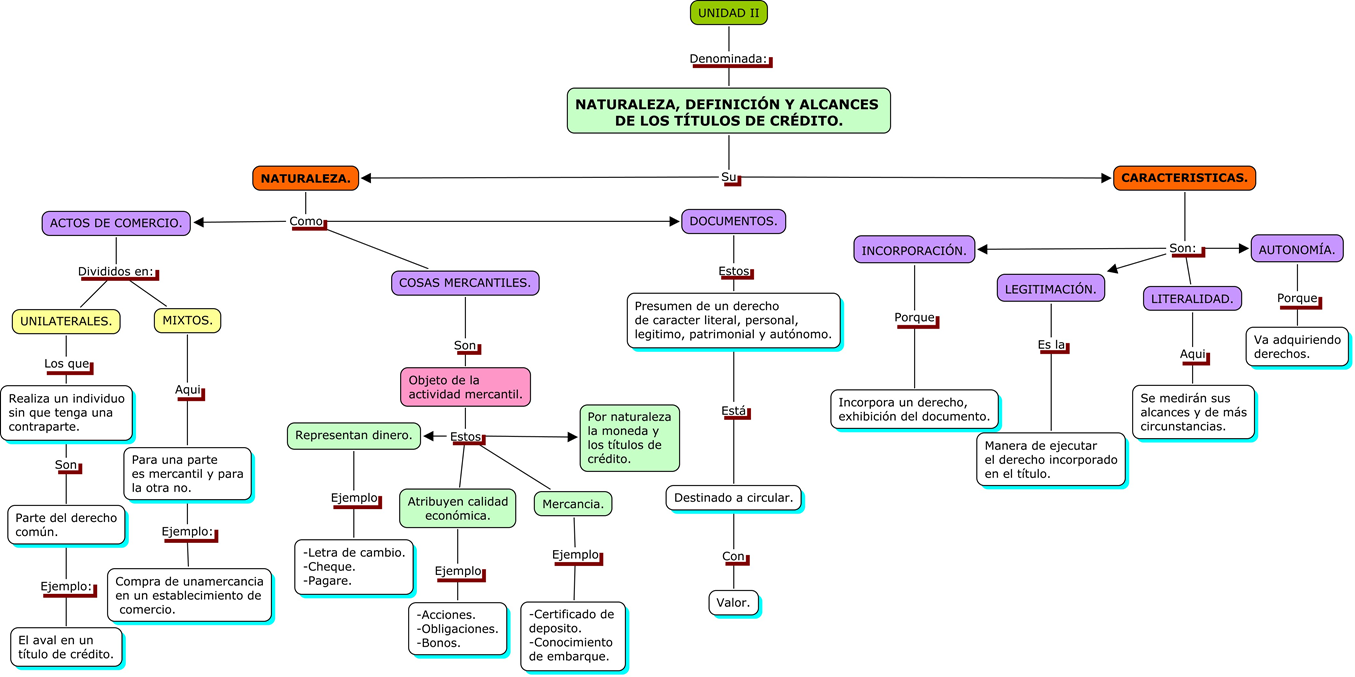 UNIDAD II
Denominada:
NATURALEZA, DEFINICIÓN Y ALCANCES
DE LOS TÍTULOS DE CRÉDITO.
Su
NATURALEZA.
CARACTERISTICAS.
Como
ACTOS DE COMERCIO.
Divididos en:
UNILATERALES.
Los que
Realiza un individuo
sin que tenga una
contraparte.
Son
Parte del derecho
común.
Ejemplo:
El aval en un
título de crédito.
MIXTOS.
Aqui
Para una parte
es mercantil y para
la otra no.
Ejemplo:
Compra de unamercancia
en un establecimiento de
comercio.
COSAS MERCANTILES.
Son
Objeto de la
actividad mercantil.
Estos
Representan dinero.
Ejemplo
-Letra de cambio.
-Cheque.
-Pagare.
Atribuyen calidad
económica.
Ejemplo
-Acciones.
-Obligaciones.
-Bonos.
Mercancia.
Ejemplo
-Certificado de
deposito.
-Conocimiento
de embarque.
Por naturaleza
la moneda y
los títulos de
crédito.
DOCUMENTOS.
Estos
Presumen de un derecho
de caracter literal, personal,
legitimo, patrimonial y autónomo.
Está
Destinado a circular.
Con
Valor.
Son:
INCORPORACIÓN.
Porque
Incorpora un derecho,
exhibición del documento.
LEGITIMACIÓN.
Es la
Manera de ejecutar
el derecho incorporado
en el título.
LITERALIDAD.
Aqui
Se medirán sus
alcances y de más
circunstancias.
AUTONOMÍA.
Porque
Va adquiriendo
derechos.